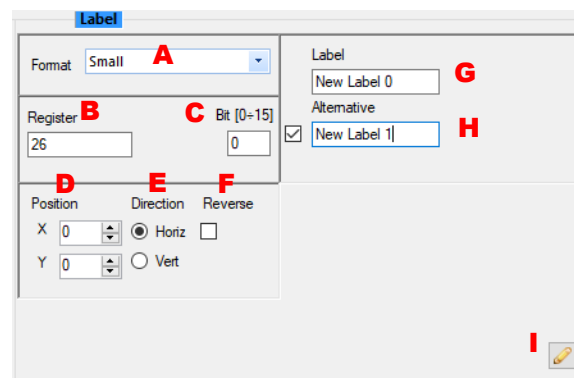 Label
Format Small A
Label
New Label 0 G
Register B C Bit [0÷15]
26 0
Alternative
New Label 1 H
D E F
Position Direction Reverse
X 0 Horiz
Y 0 Vert
I